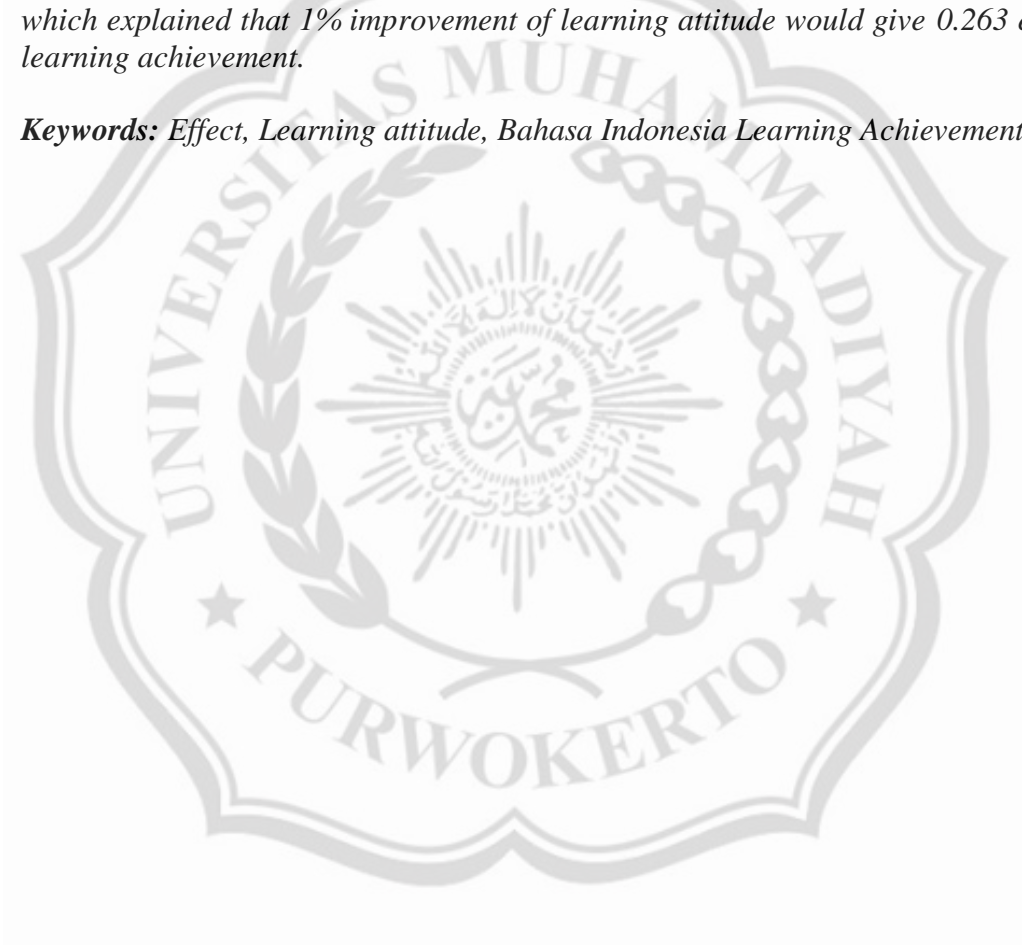 which explained that 1% improvement of learning attitude would give 0.263
learning achievement.
Keywords: Effect, Learning attitude, Bahasa Indonesia Learning Achievement
UNIVERSITAS MUHAMMADIYAH
محمد
PURWOKERTO